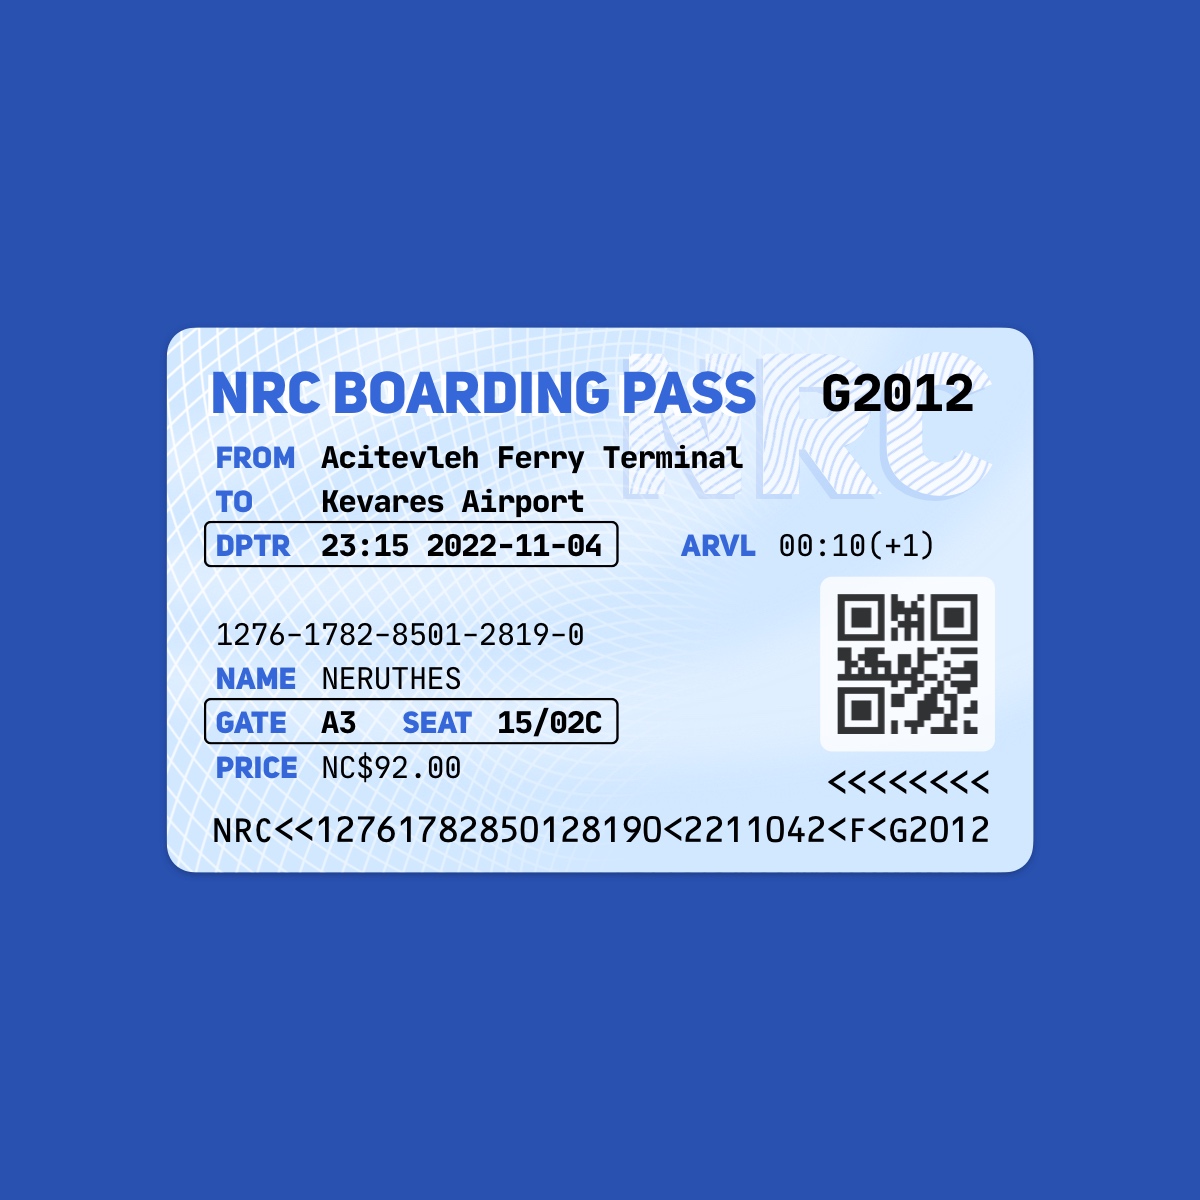 NRC
NRC BOARDING PASS G2012
FROM Acitevleh Ferry Terminal
TO Kevares Airport
DPTR 23:15 2022-11-04 ARVL 00:10(+1)
1276-1782-8501-2819-0
NAME NERUTHES
GATE A3 SEAT 15/02C
PRICE NC$92.00
<<<<<<<<
NRC<<12761782850128190<2211042<F<G2012